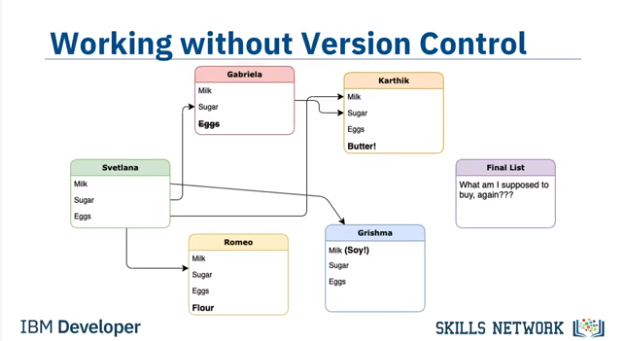 Working without Version Control
Gabriela
Milk
Sugar
Eggs
Karthik
Milk
Sugar
Eggs
Butter!
Svetlana
Milk
Sugar
Eggs
Final List
What am I supposed to
buy, again???
Romeo
Milk
Sugar
Eggs
Flour
Grishma
Milk (Soy!)
Sugar
Eggs
IBM Developer
SKILLS NETWORK